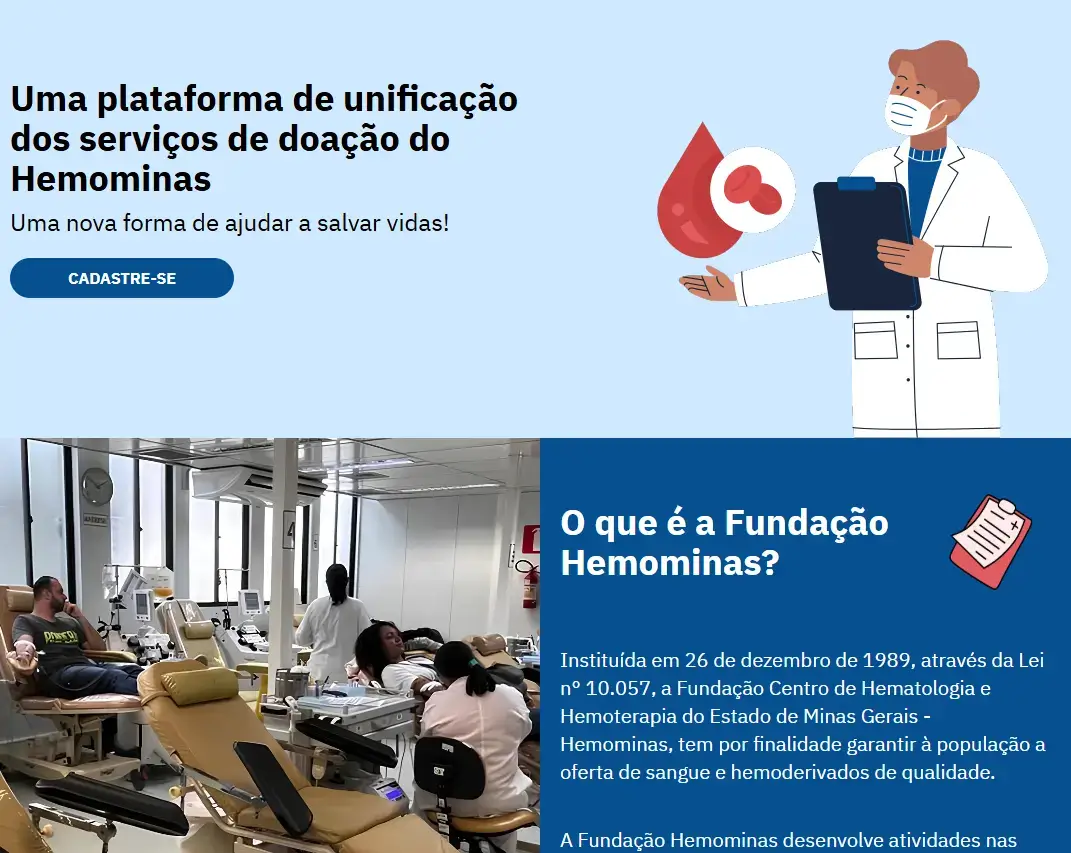 Uma plataforma de unificação
dos serviços de doação do
Hemominas
Uma nova forma de ajudar a salvar vidas!
CADASTRE-SE
4
O que é a Fundação
Hemominas?
Instituída em 26 de dezembro de 1989, através da Lei
nº 10.057, a Fundação Centro de Hematologia e
Hemoterapia do Estado de Minas Gerais -
Hemominas, tem por finalidade garantir à população a
oferta de sangue e hemoderivados de qualidade.
A Fundação Hemominas desenvolve atividades nas